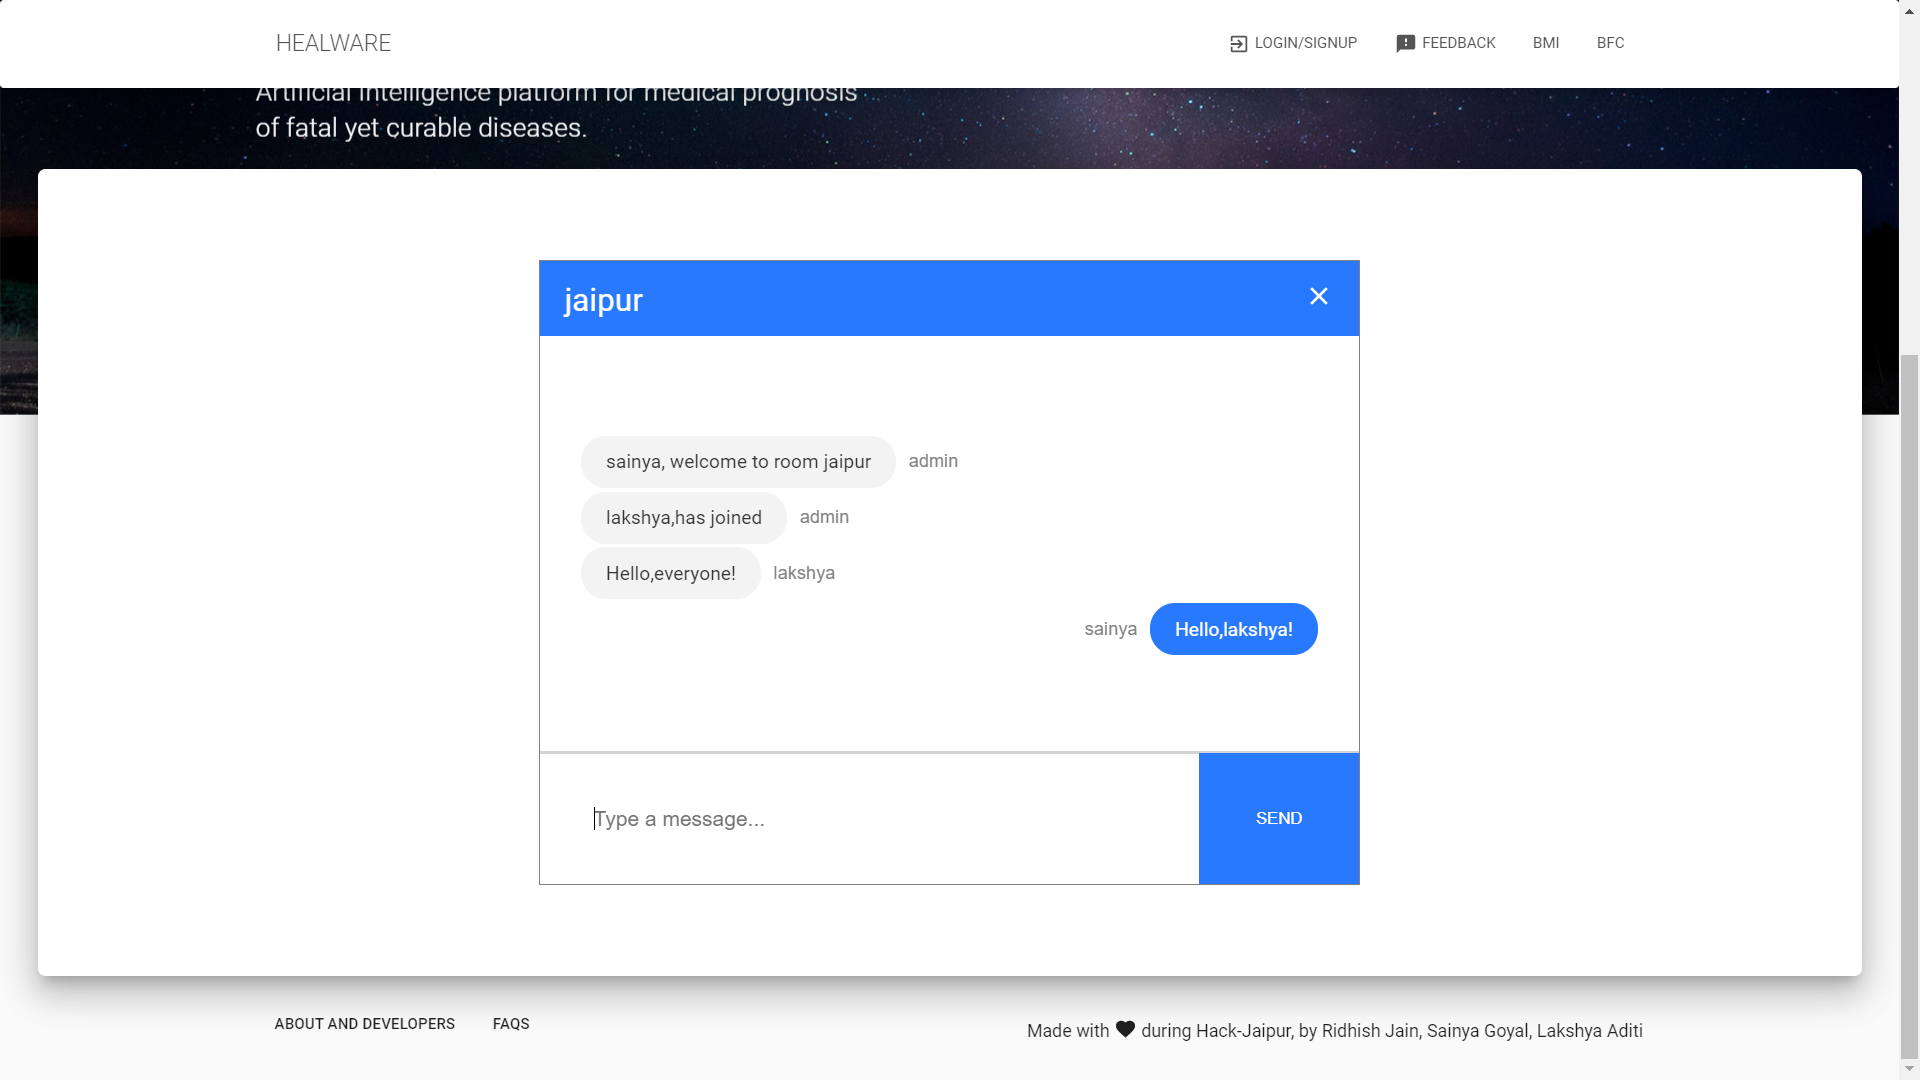 HEALWARE
LOGIN/SIGNUP
FEEDBACK
BMI
BFC
Artificial Intelligence platform for medical prognosis
of fatal yet curable diseases.
jaipur
sainya, welcome to room jaipur admin
lakshya,has joined admin
Hello,everyone! lakshya
sainya Hello,lakshya!
Type a message...
SEND
ABOUT AND DEVELOPERS
FAQS
Made with ♥ during Hack-Jaipur, by Ridhish Jain, Sainya Goyal, Lakshya Aditi